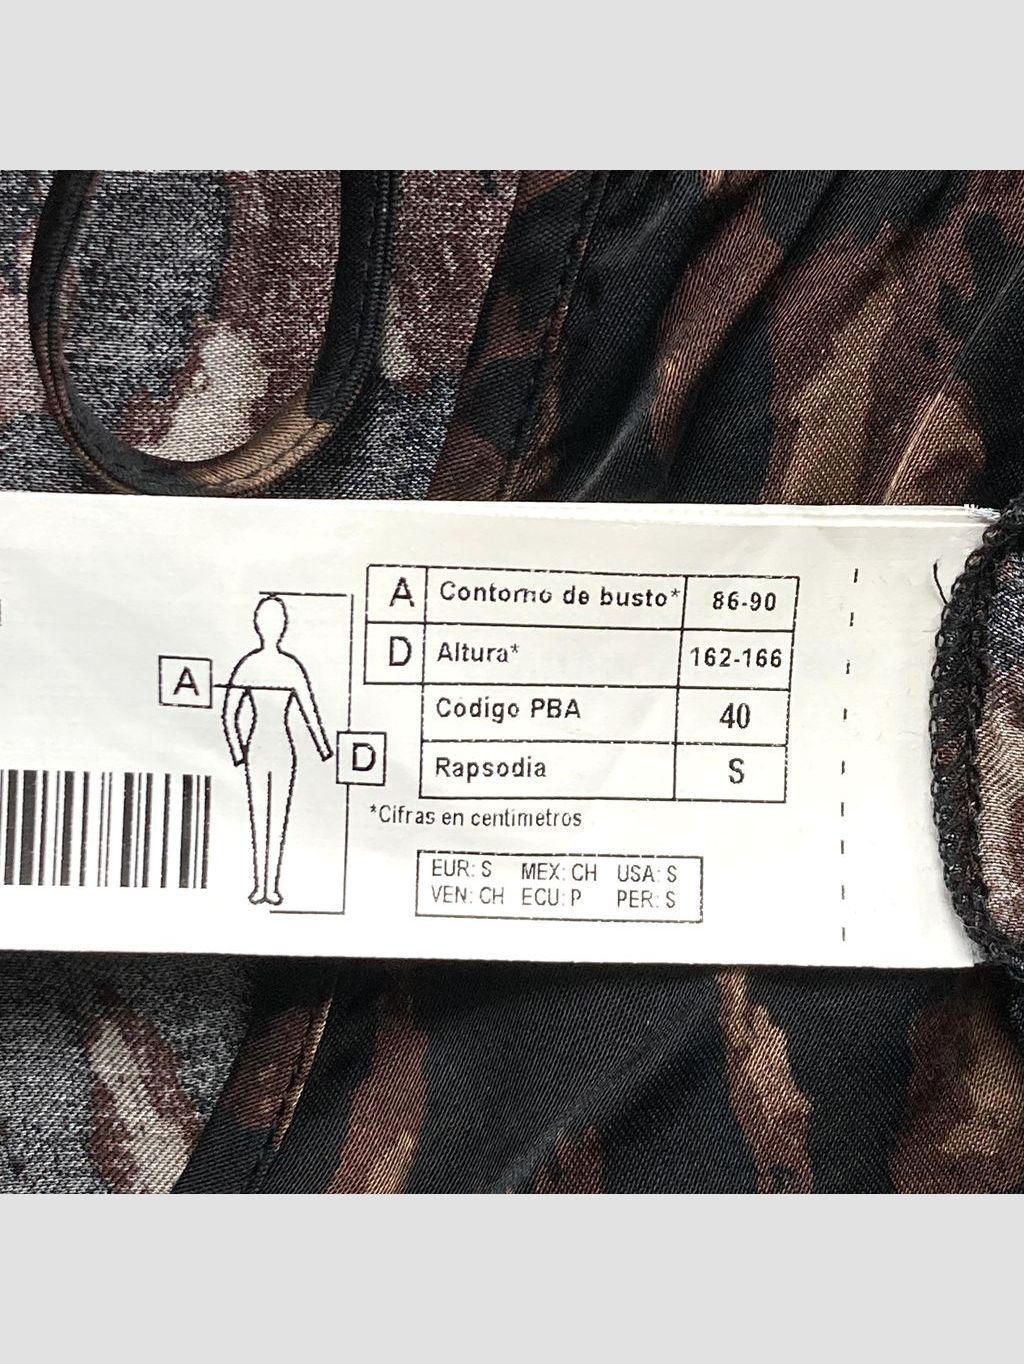 A Contorno de busto* 86-90
D Altura* 162-166
Código PBA 40
Rapsodia S
A
D
*Cifras en centimetros
EUR: S MEX: CH USA: S
VEN: CH ECU: P PER: S